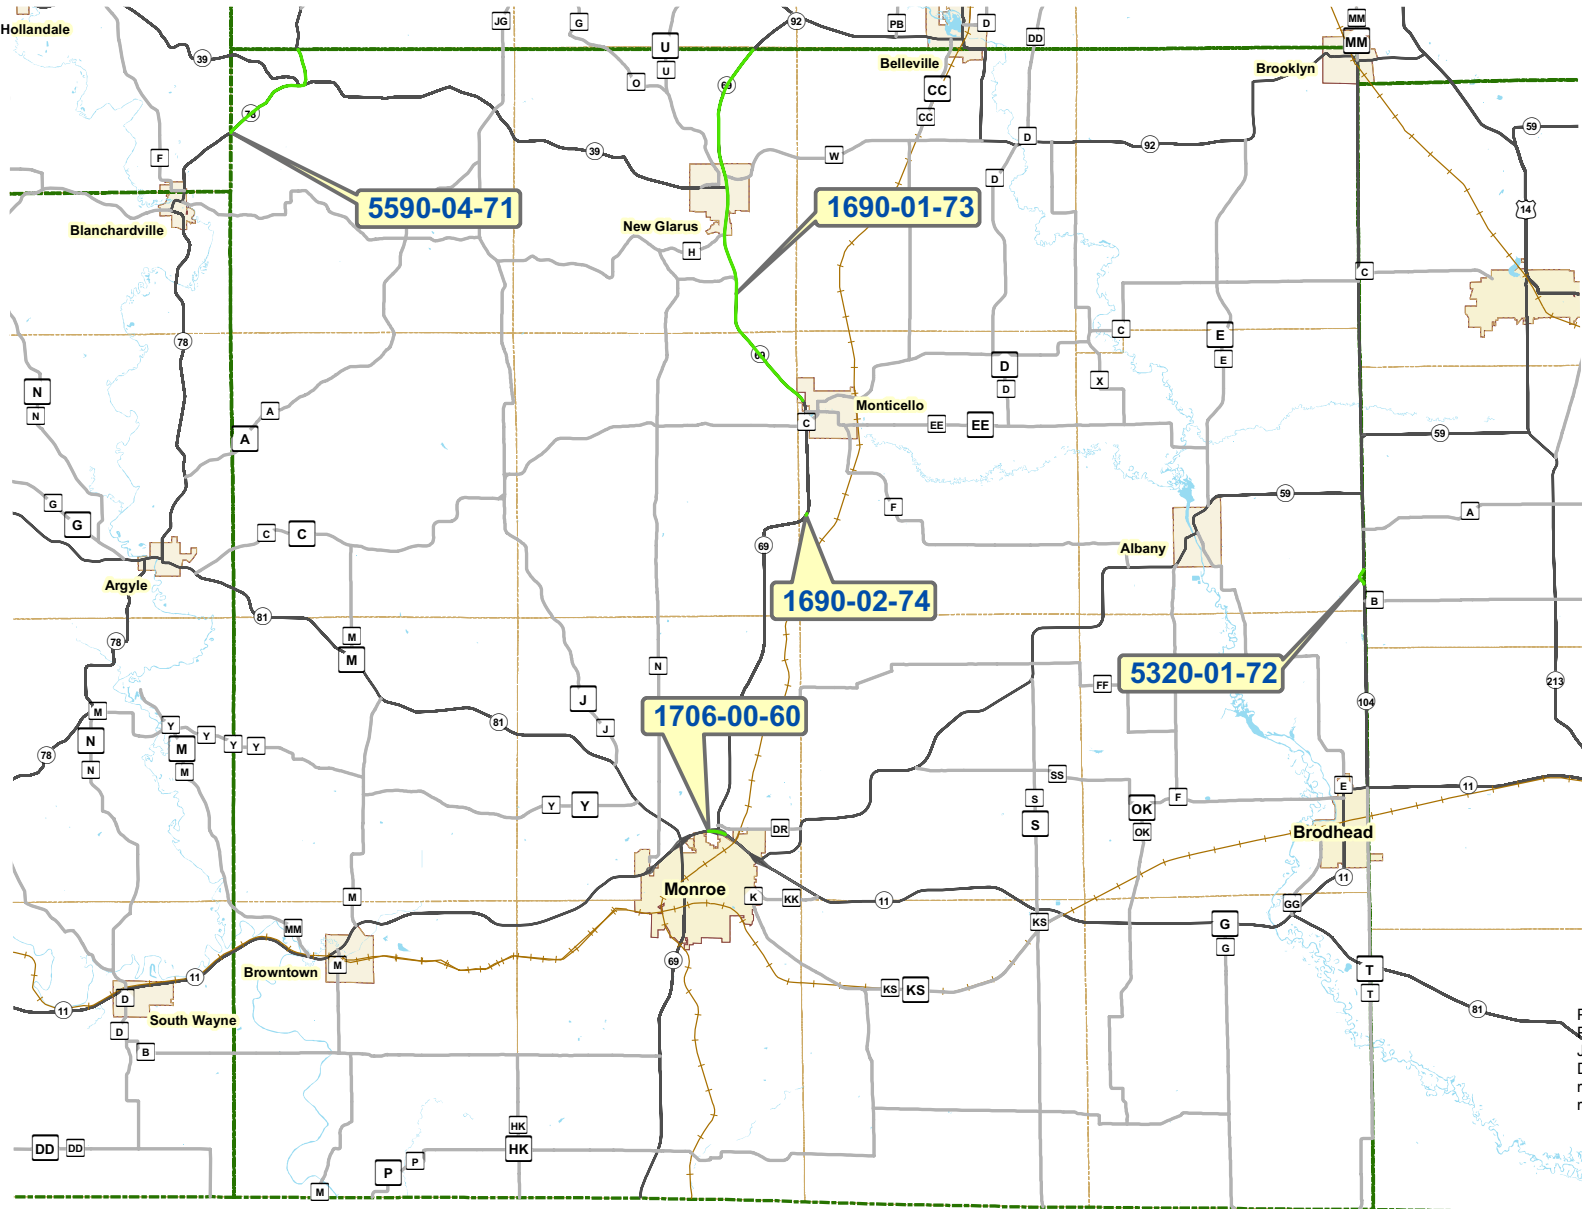 JG
G
92
PB
D
MM
Hollandale
DD
U
MM
39
Belleville
Brooklyn
U
O
69
CC
78
CC
59
D
39
W
92
F
D
5590-04-71
1690-01-73
14
Blanchardville
New Glarus
H
C
78
C
E
69
E
D
X
D
N
N
A
Monticello
C
EE
EE
A
59
G
G
59
F
A
C
C
69
Albany
Argyle
1690-02-74
B
81
78
M
M
N
5320-01-72
FF
J
213
104
M
1706-00-60
81
J
Y
Y
Y
Y
N
M
78
N
M
SS
E
11
S
F
Y
Y
OK
DR
S
OK
Brodhead
11
Monroe
M
K
KK
11
GG
KS
G
MM
G
69
Browntown
M
T
11
KS
KS
T
D
11
81
South Wayne
D
B
HK
DD
DD
HK
P
P
M